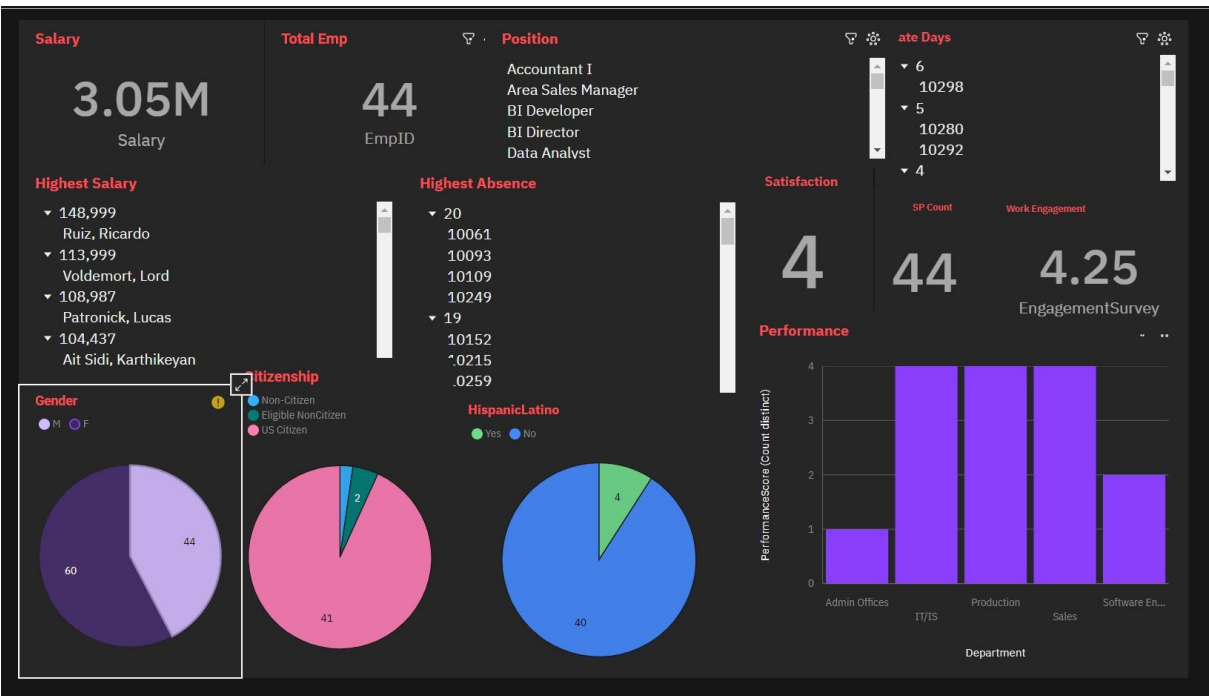 Salary
3.05M
Salary
Total Emp
44
EmpID
Position
Accountant I
Area Sales Manager
BI Developer
BI Director
Data Analyst
ate Days
6
10298
5
10280
10292
4
Highest Salary
148,999
Ruiz, Ricardo
113,999
Voldemort, Lord
108,987
Patronick, Lucas
104,437
Ait Sidi, Karthikeyan
Highest Absence
20
10061
10093
10109
10249
19
10152
0215
0259
Satisfaction
4
SP Count
44
Work Engagement
4.25
EngagementSurvey
Gender
M F
44
60
Citizenship
Non-Citizen
Eligible NonCitizen
US Citizen
2
41
HispanicLatino
Yes No
4
40
Performance
PerformanceScore (Count distinct)
4
3
2
1
0
Admin Offices
IT/IS
Production
Sales
Software En...
Department